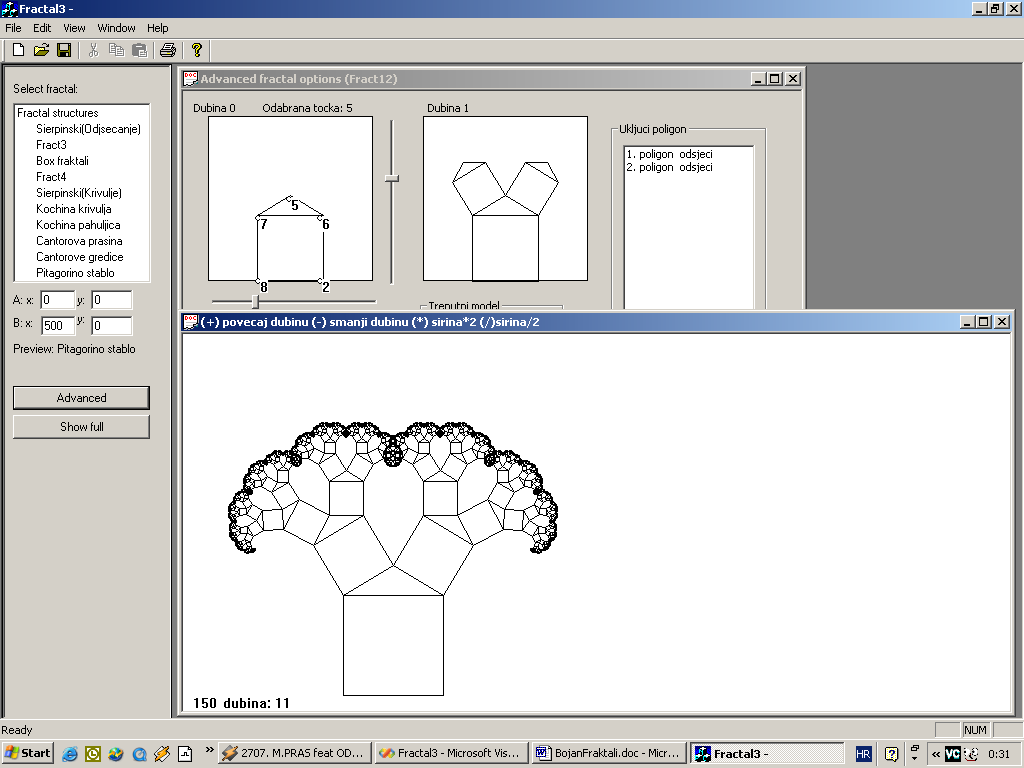 Fractal3 -
File Edit View Window Help
Select fractal:
Fractal structures
Sierpinski(Odjsecanje)
Fract3
Box fraktali
Fract4
Sierpinski(Krivulje)
Kochina krivulja
Kochina pahuljica
Cantorova prasina
Cantorove gredice
Pitagorino stablo
A: x: 0 y: 0
B: x: 500 y: 0
Preview: Pitagorino stablo
Advanced
Show full
Advanced fractal options (Fract12)
Dubina 0 Odabrana tocka: 5 Dubina 1
5
7 6
8 2
Ukljuci poligon
1. poligon odsjeci
2. poligon odsjeci
Trenutni model
(+) povecaj dubinu (-) smanji dubinu (*) sirina*2 (/)sirina/2
150 dubina: 11
Ready NUM
Start 2707. M.PRAS feat OD... Fractal3 - Microsoft Vis... BojanFraktali.doc - Micr... Fractal3 - HR « VC 0:31